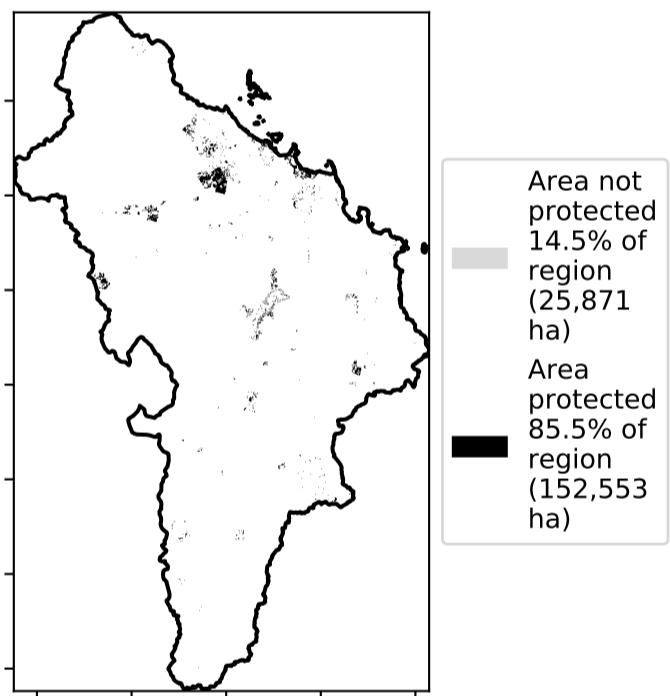 Area not
protected
14.5% of
region
(25,871
ha)
Area
protected
85.5% of
region
(152,553
ha)